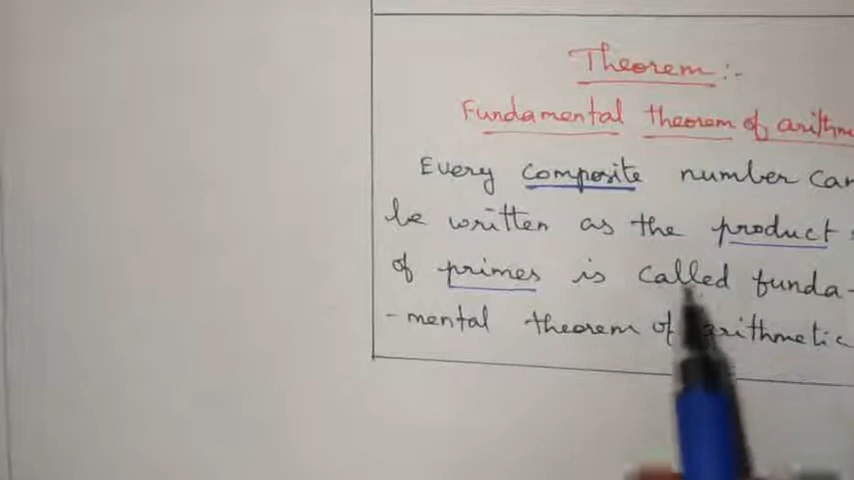 Theorem:-
Fundamental theorem of arithm
Every composite number can
be written as the product
of primes is called funda-
-mental theorem of arithmetic